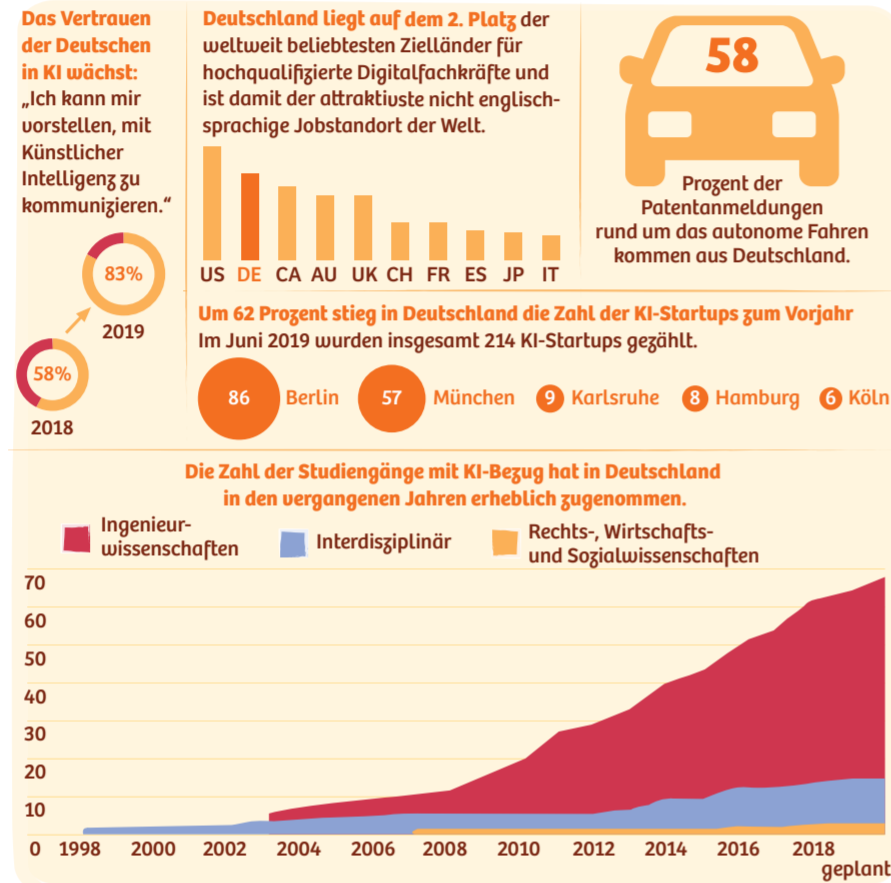 Das Vertrauen
der Deutschen
in KI wächst:
„Ich kann mir
vorstellen, mit
Künstlicher
Intelligenz zu
kommunizieren.“
83%
2019
58%
2018
Deutschland liegt auf dem 2. Platz der
weltweit beliebtesten Zielländer für
hochqualifizierte Digitalfachkräfte und
ist damit der attraktivste nicht englisch-
sprachige Jobstandort der Welt.
US DE CA AU UK CH FR ES JP IT
58
Prozent der
Patentanmeldungen
rund um das autonome Fahren
kommen aus Deutschland.
Um 62 Prozent stieg in Deutschland die Zahl der KI-Startups zum Vorjahr
Im Juni 2019 wurden insgesamt 214 KI-Startups gezählt.
86 Berlin 57 München 9 Karlsruhe 8 Hamburg 6 Köln
Die Zahl der Studiengänge mit KI-Bezug hat in Deutschland
in den vergangenen Jahren erheblich zugenommen.
Ingenieur-
wissenschaften
Interdisziplinär
Rechts-, Wirtschafts-
und Sozialwissenschaften
70
60
50
40
30
20
10
0 1998 2000 2002 2004 2006 2008 2010 2012 2014 2016 2018
geplant